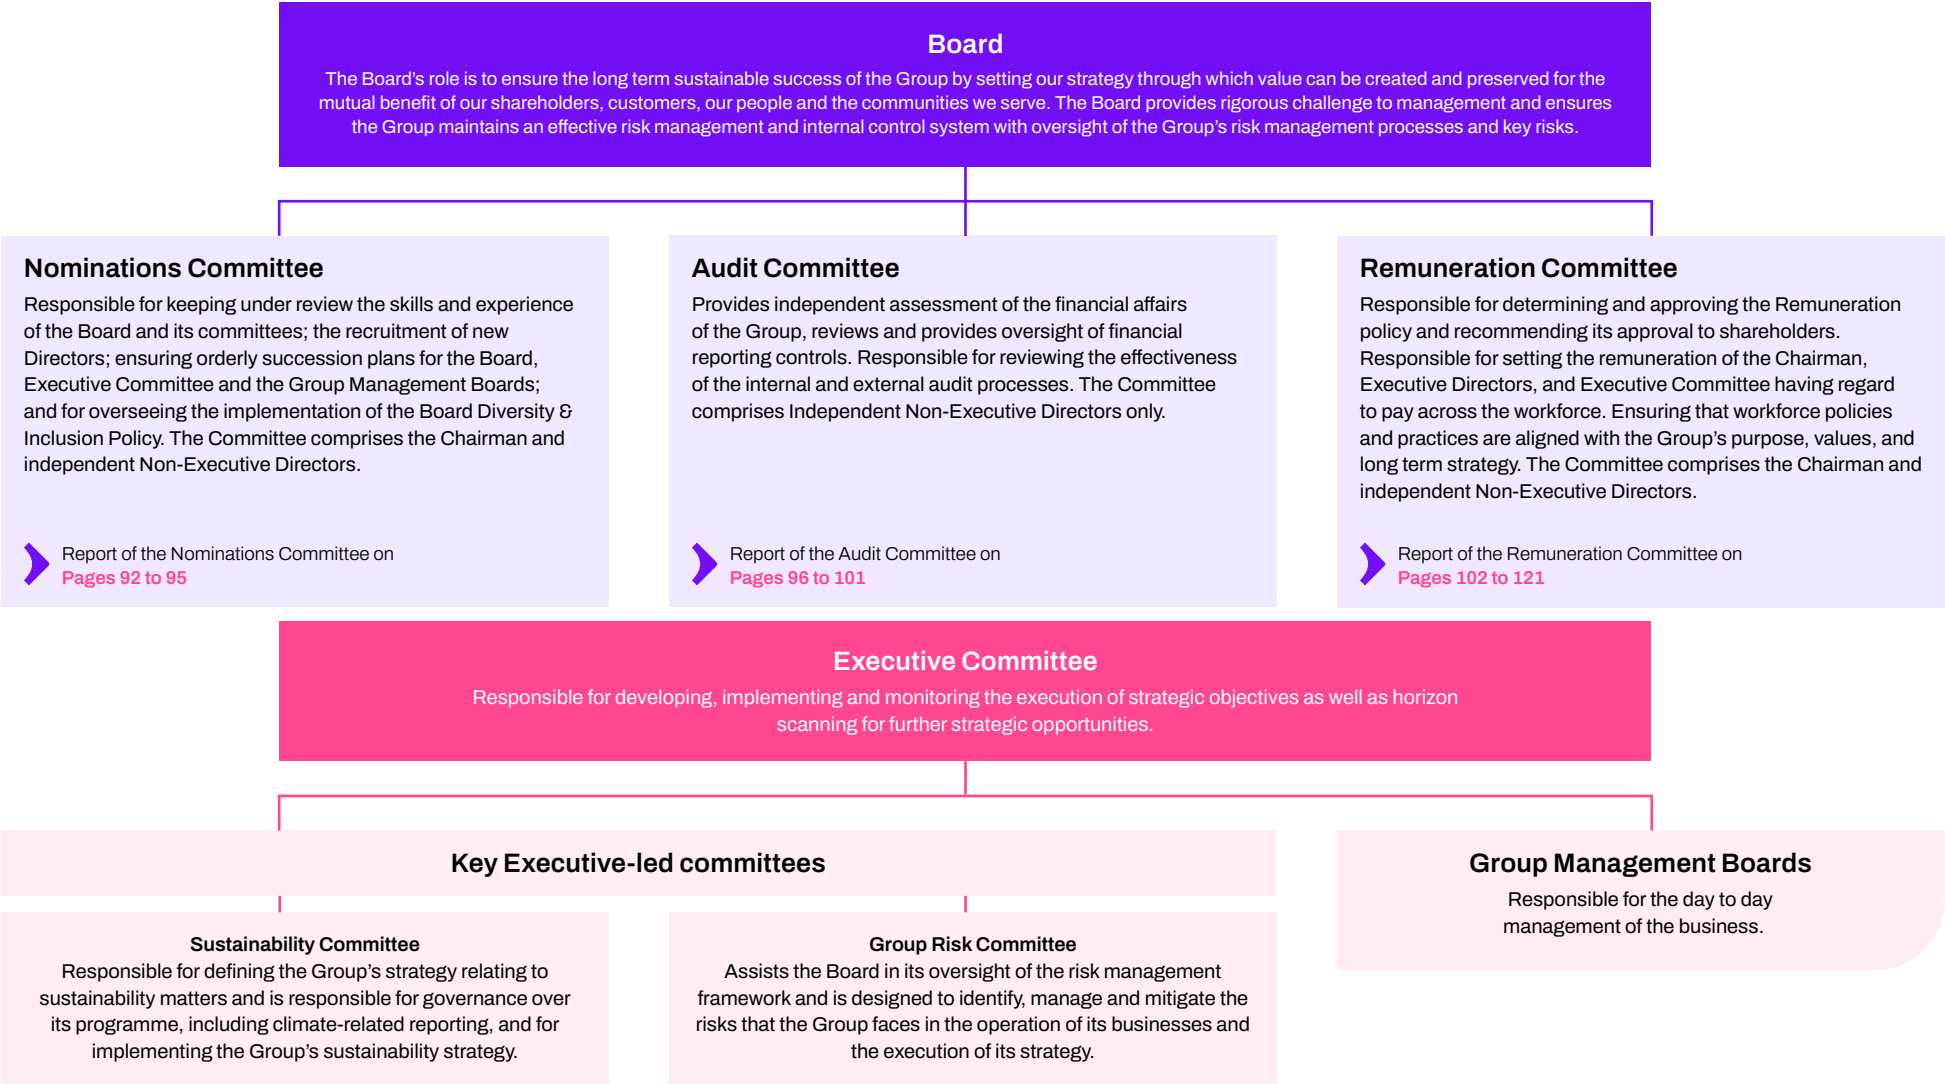 Board
The Board’s role is to ensure the long term sustainable success of the Group by setting our strategy through which value can be created and preserved for the
mutual benefit of our shareholders, customers, our people and the communities we serve. The Board provides rigorous challenge to management and ensures
the Group maintains an effective risk management and internal control system with oversight of the Group’s risk management processes and key risks.
Nominations Committee
Responsible for keeping under review the skills and experience
of the Board and its committees; the recruitment of new
Directors; ensuring orderly succession plans for the Board,
Executive Committee and the Group Management Boards;
and for overseeing the implementation of the Board Diversity &
Inclusion Policy. The Committee comprises the Chairman and
independent Non-Executive Directors.
Report of the Nominations Committee on
Pages 92 to 95
Audit Committee
Provides independent assessment of the financial affairs
of the Group, reviews and provides oversight of financial
reporting controls. Responsible for reviewing the effectiveness
of the internal and external audit processes. The Committee
comprises Independent Non-Executive Directors only.
Report of the Audit Committee on
Pages 96 to 101
Remuneration Committee
Responsible for determining and approving the Remuneration
policy and recommending its approval to shareholders.
Responsible for setting the remuneration of the Chairman,
Executive Directors, and Executive Committee having regard
to pay across the workforce. Ensuring that workforce policies
and practices are aligned with the Group’s purpose, values, and
long term strategy. The Committee comprises the Chairman and
independent Non-Executive Directors.
Report of the Remuneration Committee on
Pages 102 to 121
Executive Committee
Responsible for developing, implementing and monitoring the execution of strategic objectives as well as horizon
scanning for further strategic opportunities.
Key Executive-led committees
Sustainability Committee
Responsible for defining the Group’s strategy relating to
sustainability matters and is responsible for governance over
its programme, including climate-related reporting, and for
implementing the Group’s sustainability strategy.
Group Risk Committee
Assists the Board in its oversight of the risk management
framework and is designed to identify, manage and mitigate the
risks that the Group faces in the operation of its businesses and
the execution of its strategy.
Group Management Boards
Responsible for the day to day
management of the business.